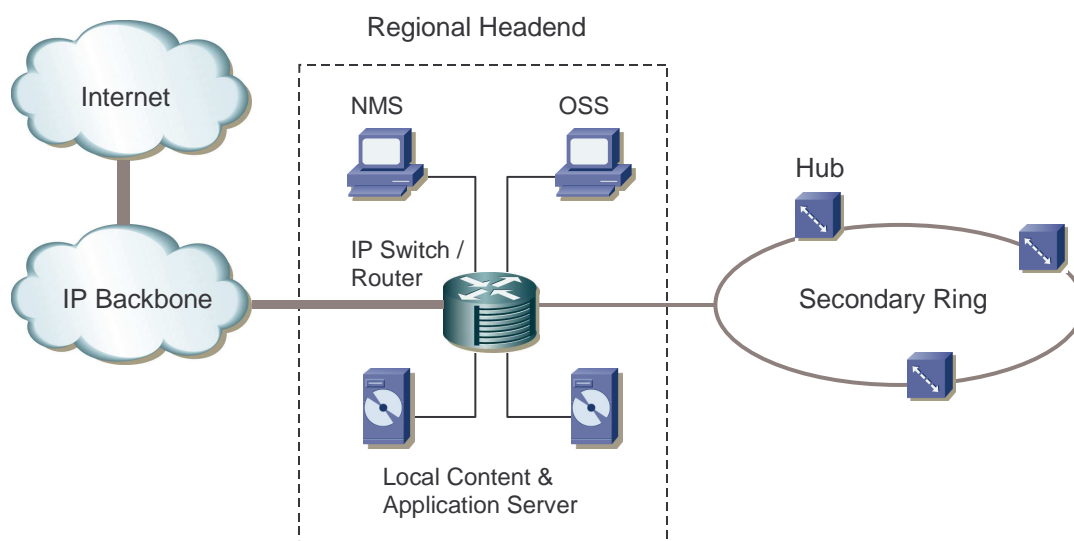 Regional Headend
Internet
NMS
OSS
Hub
IP Switch /
Router
IP Backbone
Secondary Ring
Local Content &
Application Server